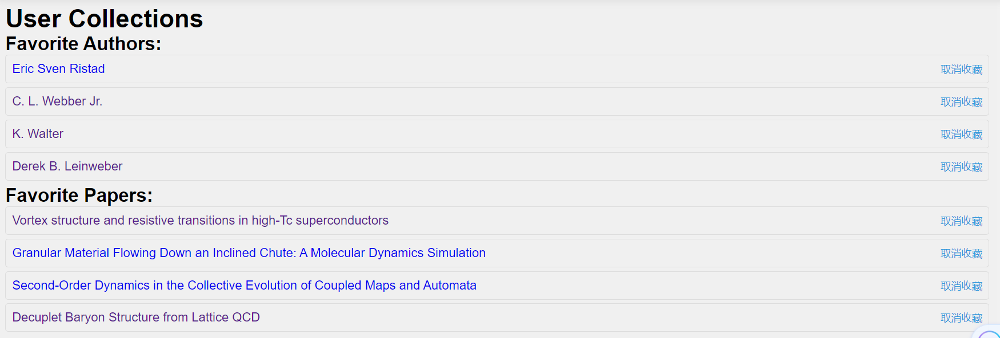 User Collections
Favorite Authors:
Eric Sven Ristad 取消收藏
C. L. Webber Jr. 取消收藏
K. Walter 取消收藏
Derek B. Leinweber 取消收藏
Favorite Papers:
Vortex structure and resistive transitions in high-Tc superconductors 取消收藏
Granular Material Flowing Down an Inclined Chute: A Molecular Dynamics Simulation 取消收藏
Second-Order Dynamics in the Collective Evolution of Coupled Maps and Automata 取消收藏
Decuplet Baryon Structure from Lattice QCD 取消收藏